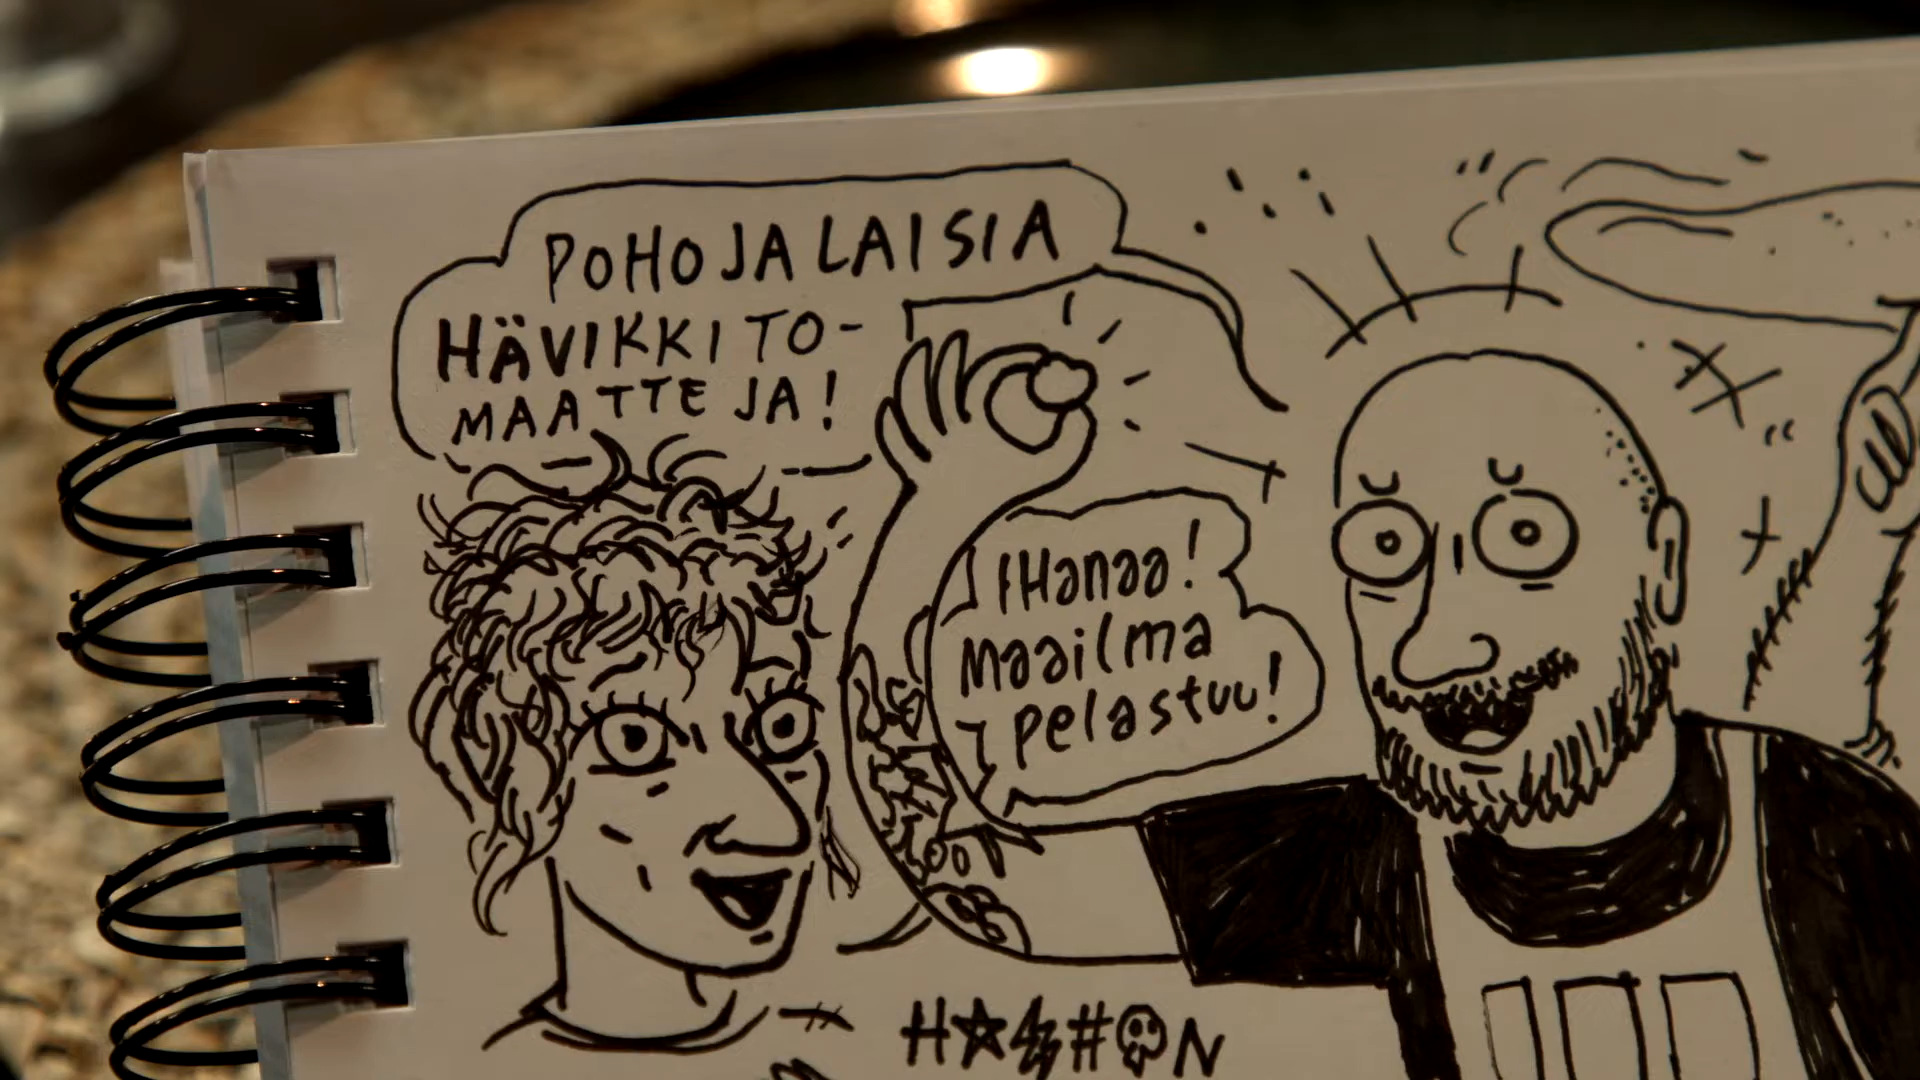 POHOJALAISIA
HÄVIKKITO-
MAATTEJA!
IHanaa!
maailma
pelastuu!
H★⚡#💀N